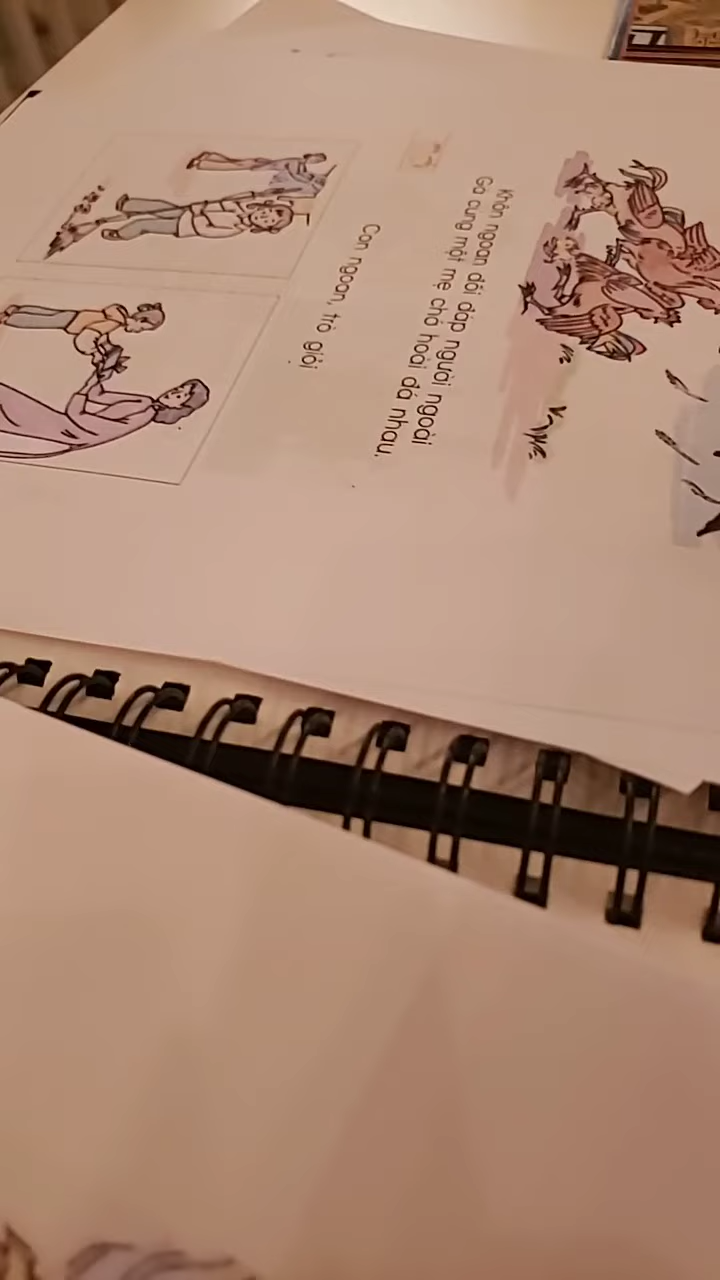 Khôn ngoan đối đáp người ngoài
Gà cùng một mẹ chớ hoài đá nhau.
Con ngoan, trò giỏi